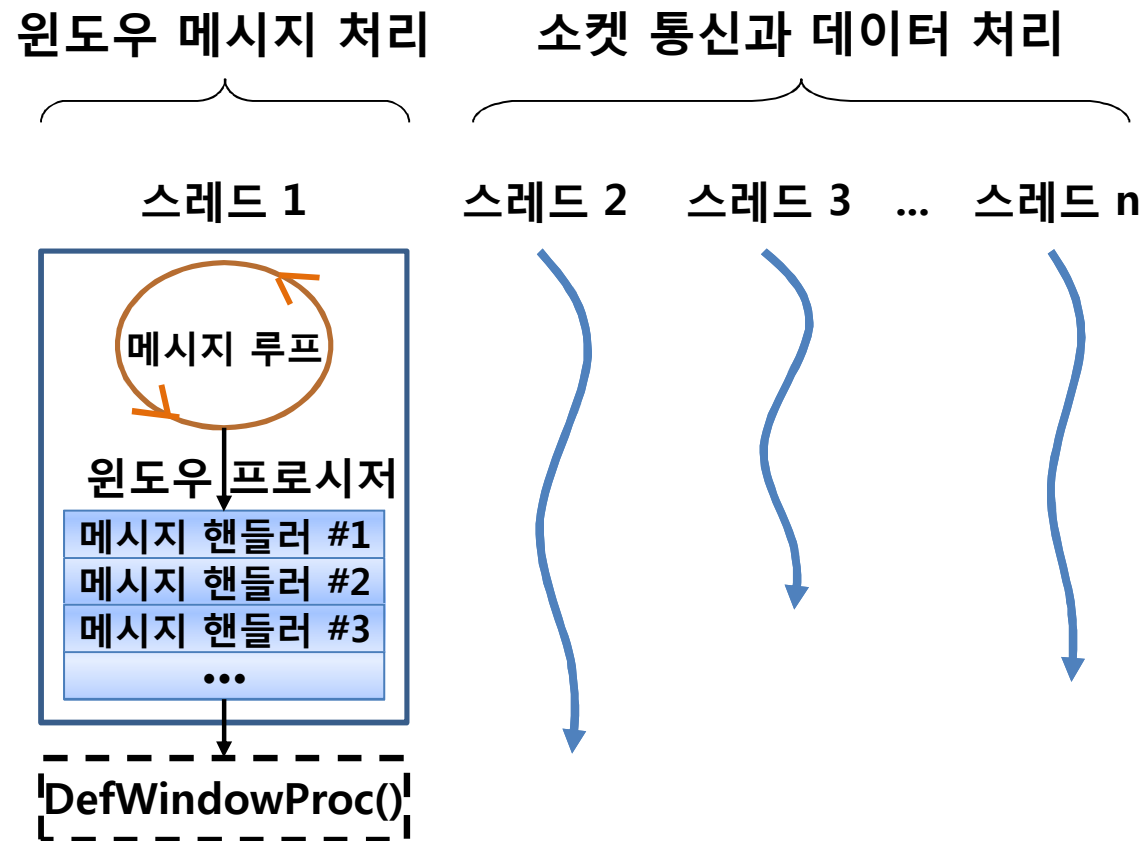 윈도우 메시지 처리
소켓 통신과 데이터 처리
스레드 1
스레드 2
스레드 3
...
스레드 n
메시지 루프
윈도우 프로시저
메시지 핸들러 #1
메시지 핸들러 #2
메시지 핸들러 #3
...
DefWindowProc()